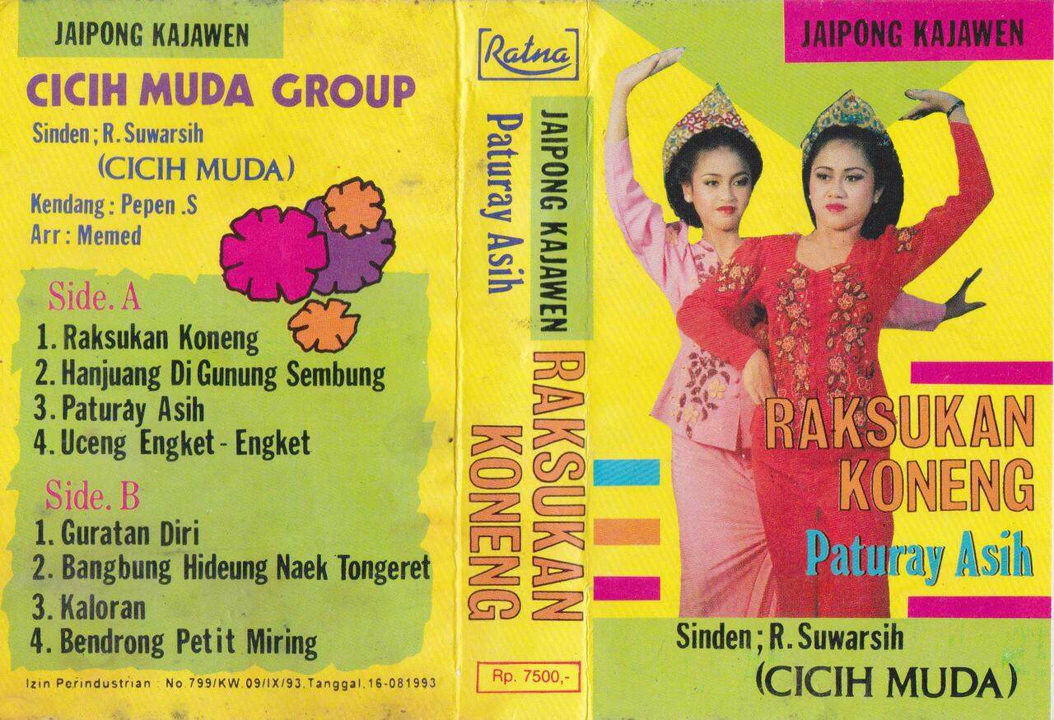 JAIPONG KAJAWEN
CICIH MUDA GROUP
Sinden ; R. Suwarsih
(CICIH MUDA)
Kendang : Pepen .S
Arr : Memed
Side. A
1. Raksukan Koneng
2. Hanjuang Di Gunung Sembung
3. Paturay Asih
4. Uceng Engket - Engket
Side. B
1. Guratan Diri
2. Bangbung Hideung Naek Tongeret
3. Kaloran
4. Bendrong Petit Miring
Izin Perindustrian : No.799/KW.09/IX/93.Tanggal.16-081993
Ratna
Paturay Asih
JAIPONG KAJAWEN
RAKSUKAN
KONENG
Rp. 7500,-
JAIPONG KAJAWEN
RAKSUKAN
KONENG
Paturay Asih
Sinden ; R. Suwarsih
(CICIH MUDA)